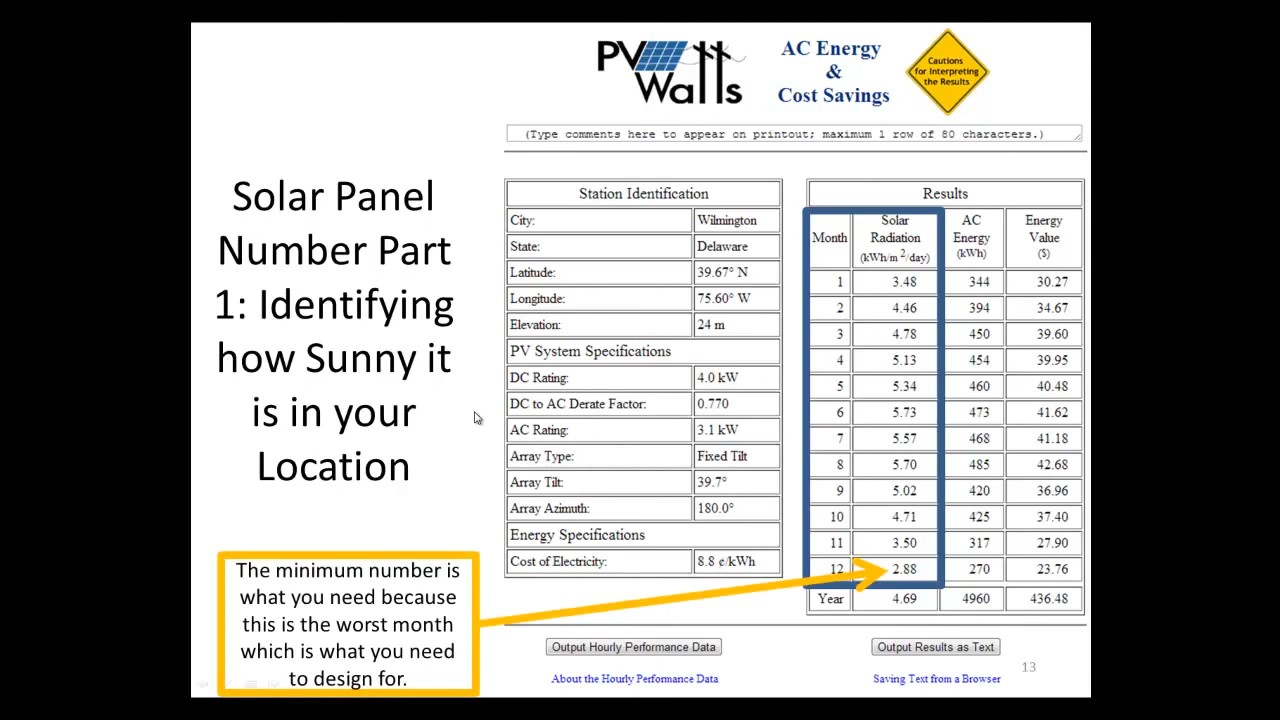 PV Watts
AC Energy
&
Cost Savings
Cautions
for Interpreting
the Results
(Type comments here to appear on printout; maximum 1 row of 80 characters.)
Solar Panel
Number Part
1: Identifying
how Sunny it
is in your
Location
The minimum number is
what you need because
this is the worst month
which is what you need
to design for.
Station Identification
City: Wilmington
State: Delaware
Latitude: 39.67° N
Longitude: 75.60° W
Elevation: 24 m
PV System Specifications
DC Rating: 4.0 kW
DC to AC Derate Factor: 0.770
AC Rating: 3.1 kW
Array Type: Fixed Tilt
Array Tilt: 39.7°
Array Azimuth: 180.0°
Energy Specifications
Cost of Electricity: 8.8 ¢/kWh
Results
Month Solar Radiation (kWh/m²/day) AC Energy (kWh) Energy Value ($)
1 3.48 344 30.27
2 4.46 394 34.67
3 4.78 450 39.60
4 5.13 454 39.95
5 5.34 460 40.48
6 5.73 473 41.62
7 5.57 468 41.18
8 5.70 485 42.68
9 5.02 420 36.96
10 4.71 425 37.40
11 3.50 317 27.90
12 2.88 270 23.76
Year 4.69 4960 436.48
Output Hourly Performance Data
About the Hourly Performance Data
Output Results as Text
Saving Text from a Browser
13